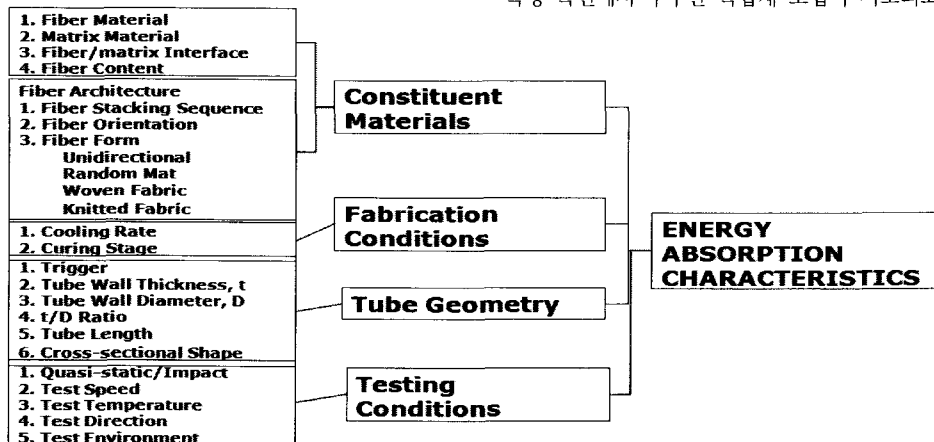 1. Fiber Material
2. Matrix Material
3. Fiber/matrix Interface
4. Fiber Content
Fiber Architecture
1. Fiber Stacking Sequence
2. Fiber Orientation
3. Fiber Form
Unidirectional
Random Mat
Woven Fabric
Knitted Fabric
1. Cooling Rate
2. Curing Stage
1. Trigger
2. Tube Wall Thickness, t
3. Tube Wall Diameter, D
4. t/D Ratio
5. Tube Length
6. Cross-sectional Shape
1. Quasi-static/Impact
2. Test Speed
3. Test Temperature
4. Test Direction
5. Test Environment
Constituent
Materials
Fabrication
Conditions
Tube Geometry
Testing
Conditions
ENERGY
ABSORPTION
CHARACTERISTICS